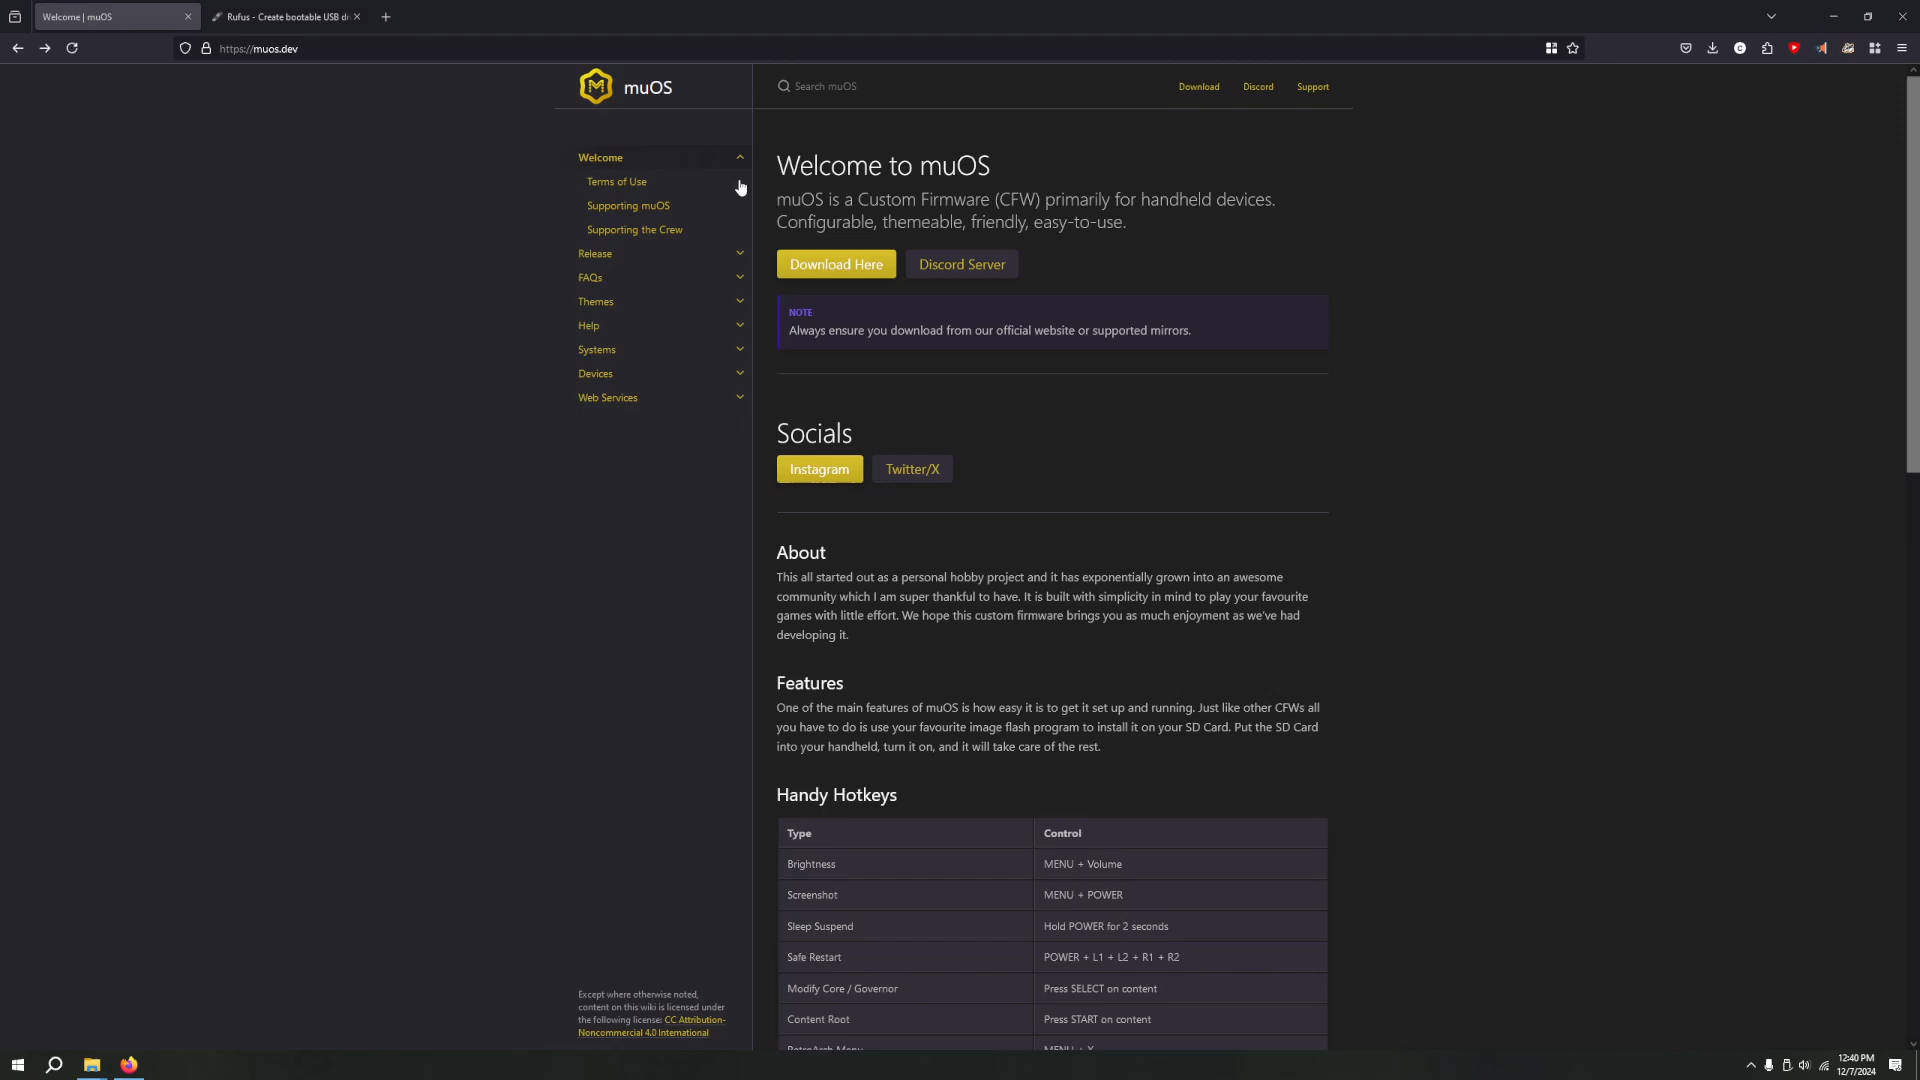 Welcome | muOS
Rufus - Create bootable USB dr
https://muos.dev
muOS
Search muOS
Download
Discord
Support
Welcome
Terms of Use
Supporting muOS
Supporting the Crew
Release
FAQs
Themes
Help
Systems
Devices
Web Services
Except where otherwise noted,
content on this wiki is licensed under
the following license: CC Attribution-
Noncommercial 4.0 International
Welcome to muOS
muOS is a Custom Firmware (CFW) primarily for handheld devices.
Configurable, themeable, friendly, easy-to-use.
Download Here
Discord Server
NOTE
Always ensure you download from our official website or supported mirrors.
Socials
Instagram
Twitter/X
About
This all started out as a personal hobby project and it has exponentially grown into an awesome
community which I am super thankful to have. It is built with simplicity in mind to play your favourite
games with little effort. We hope this custom firmware brings you as much enjoyment as we've had
developing it.
Features
One of the main features of muOS is how easy it is to get it set up and running. Just like other CFWs all
you have to do is use your favourite image flash program to install it on your SD Card. Put the SD Card
into your handheld, turn it on, and it will take care of the rest.
Handy Hotkeys
Type Control
Brightness MENU + Volume
Screenshot MENU + POWER
Sleep Suspend Hold POWER for 2 seconds
Safe Restart POWER + L1 + L2 + R1 + R2
Modify Core / Governor Press SELECT on content
Content Root Press START on content
RetroArch Menu MENU + X
12:40 PM
12/7/2024